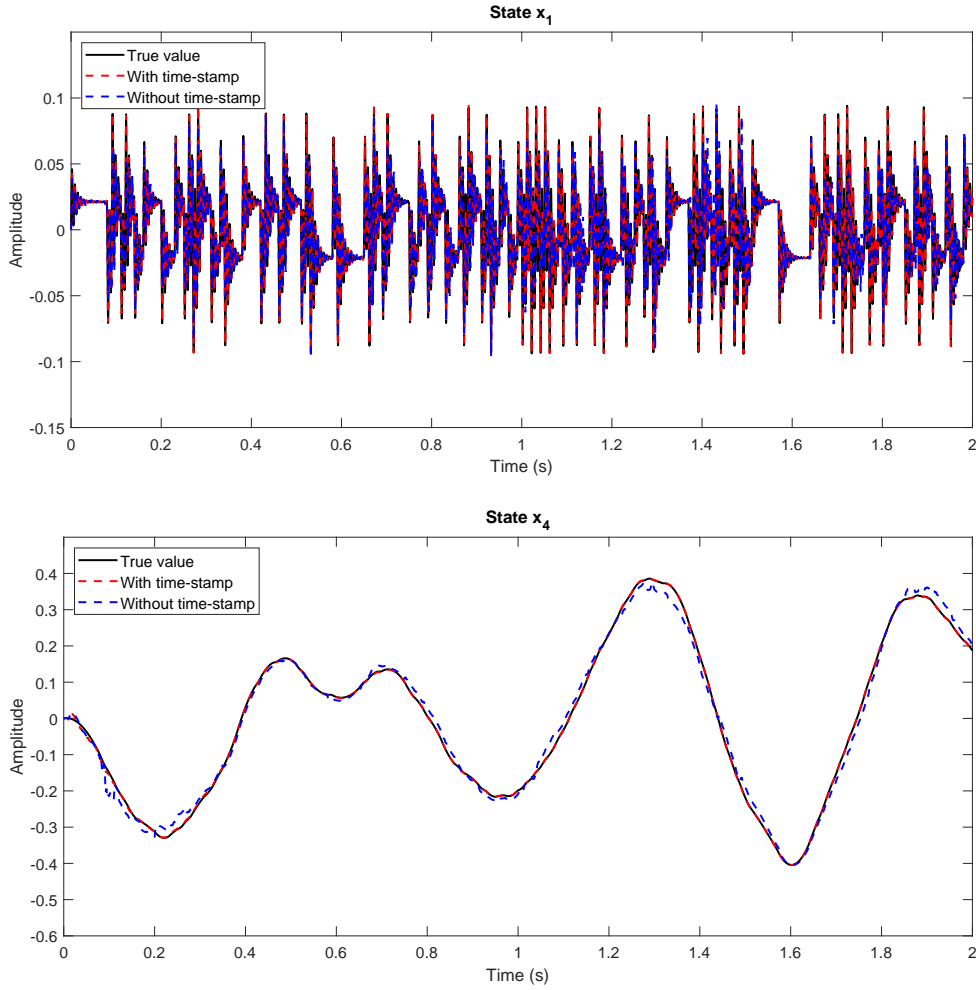 State x1
True value
With time-stamp
Without time-stamp
0.1
0.05
0
-0.05
-0.1
-0.15
Amplitude
0 0.2 0.4 0.6 0.8 1 1.2 1.4 1.6 1.8 2
Time (s)
State x4
True value
With time-stamp
Without time-stamp
0.4
0.3
0.2
0.1
0
-0.1
-0.2
-0.3
-0.4
-0.5
-0.6
Amplitude
0 0.2 0.4 0.6 0.8 1 1.2 1.4 1.6 1.8 2
Time (s)